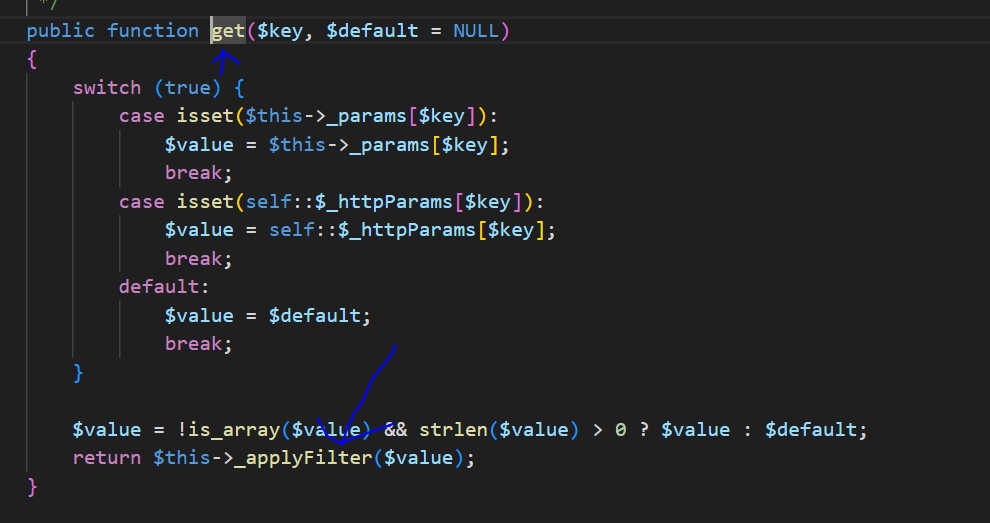 */
public function get($key, $default = NULL)
{
    switch (true) {
        case isset($this->_params[$key]):
            $value = $this->_params[$key];
            break;
        case isset(self::$_httpParams[$key]):
            $value = self::$_httpParams[$key];
            break;
        default:
            $value = $default;
            break;
    }

    $value = !is_array($value) && strlen($value) > 0 ? $value : $default;
    return $this->_applyFilter($value);
}